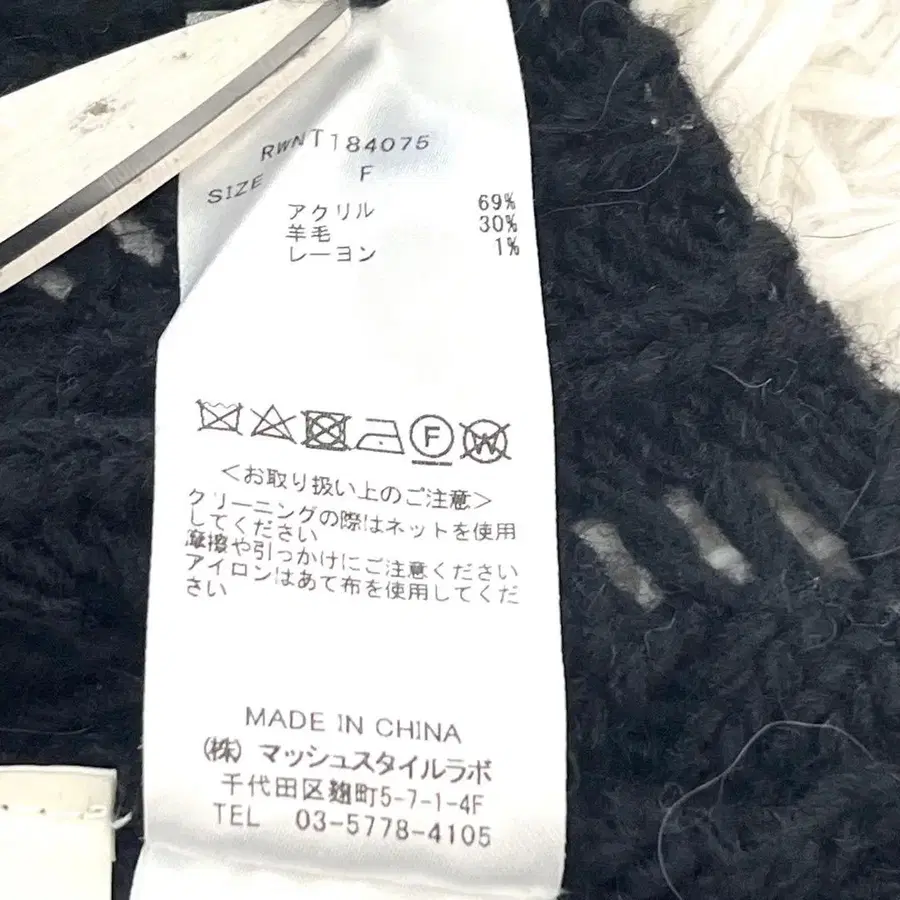 RWNT184075
SIZE F
アクリル 69%
羊毛 30%
レーヨン 1%
F W
<お取り扱い上のご注意>
クリーニングの際はネットを使用
してください
摩擦や引っかけにご注意ください
アイロンはあて布を使用してくだ
さい
MADE IN CHINA
(株) マッシュスタイルラボ
千代田区麹町5-7-1-4F
TEL 03-5778-4105